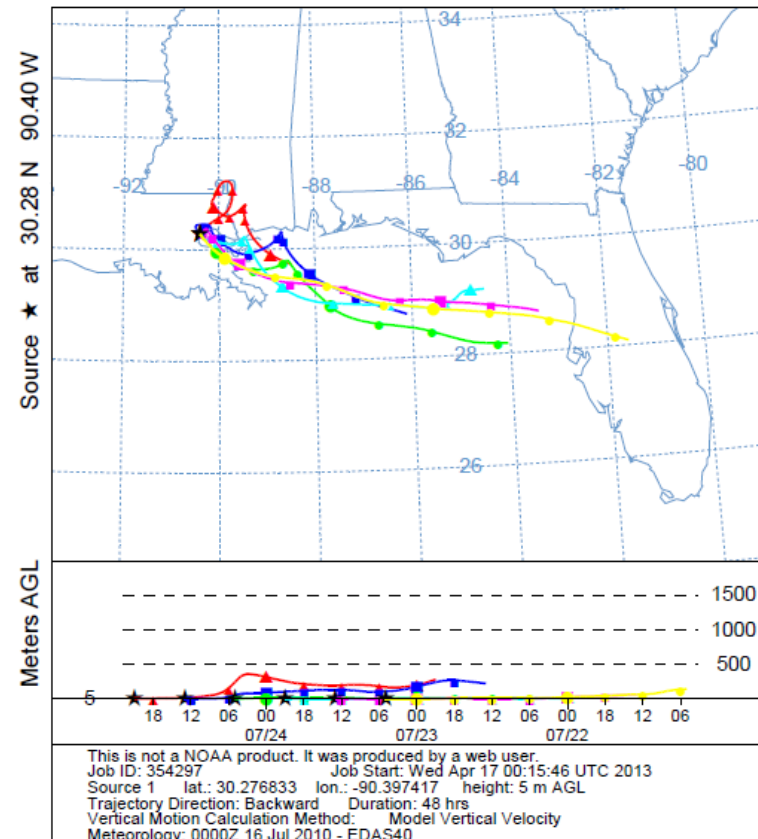 34
32
-92
-90
-88
-86
-84
-82
-80
30
28
26
Source ★ at 30.28 N 90.40 W
Meters AGL
1500
1000
500
5
18 12 06 00 18 12 06 00 18 12 06 00 18 12 06
07/24 07/23 07/22
This is not a NOAA product. It was produced by a web user.
Job ID: 354297 Job Start: Wed Apr 17 00:15:46 UTC 2013
Source 1 lat.: 30.276833 lon.: -90.397417 height: 5 m AGL
Trajectory Direction: Backward Duration: 48 hrs
Vertical Motion Calculation Method: Model Vertical Velocity
Meteorology: 0000Z 16 Jul 2010 - EDAS40